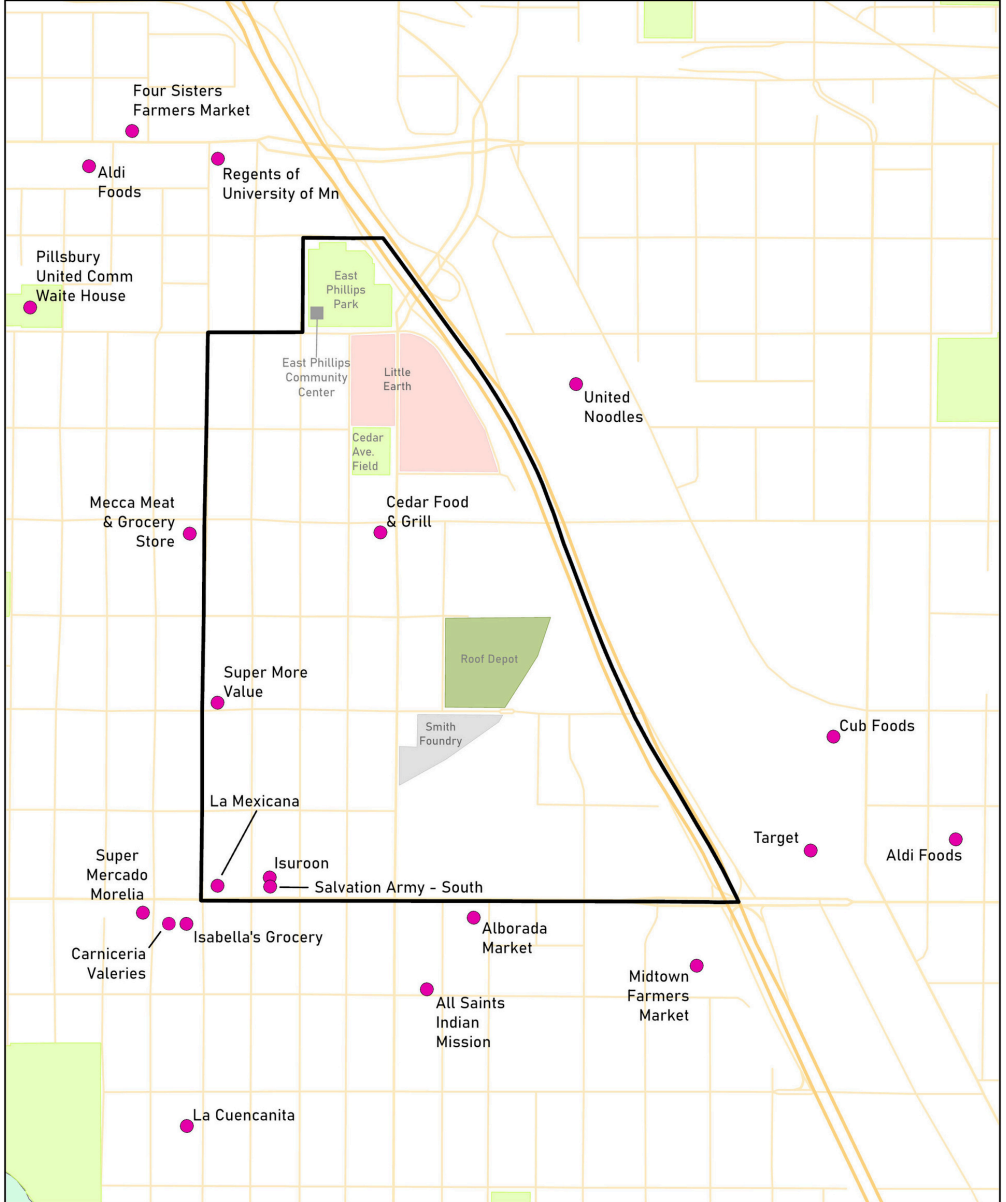 Four Sisters
Farmers Market
Aldi
Foods
Regents of
University of Mn
Pillsbury
United Comm
Waite House
East
Phillips
Park
East Phillips
Community
Center
Little
Earth
United
Noodles
Cedar
Ave.
Field
Mecca Meat
& Grocery
Store
Cedar Food
& Grill
Roof Depot
Super More
Value
Smith
Foundry
Cub Foods
La Mexicana
Target
Aldi Foods
Super
Mercado
Morelia
Isuroon
Salvation Army - South
Isabella's Grocery
Carniceria
Valeries
Alborada
Market
Midtown
Farmers
Market
All Saints
Indian
Mission
La Cuencanita